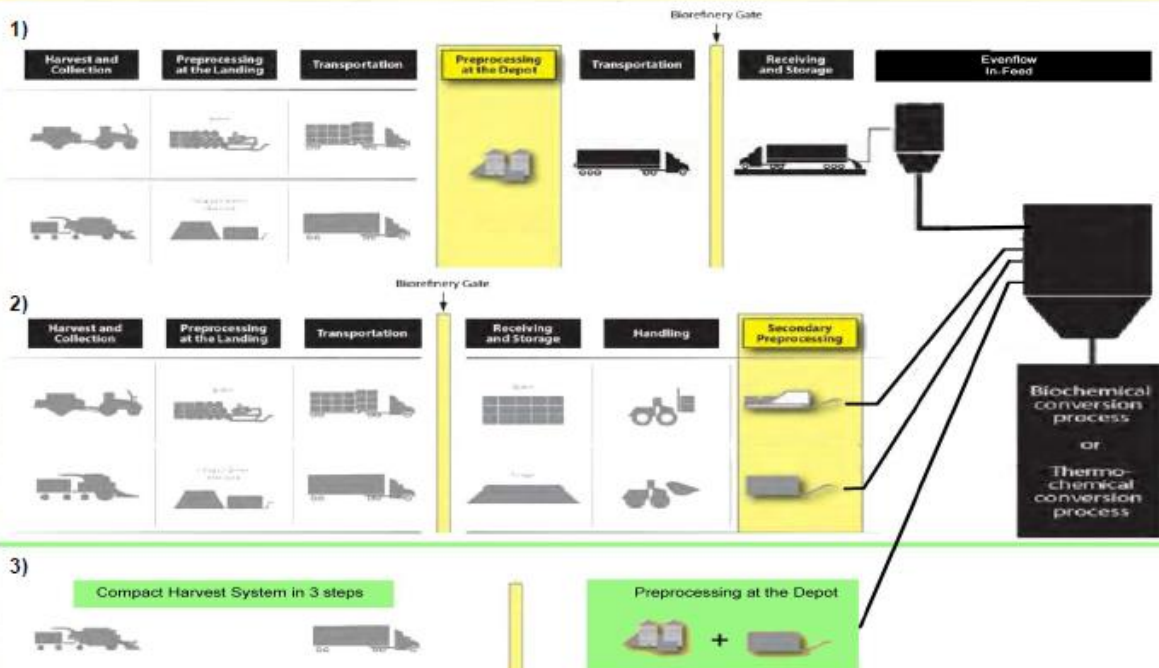 Biorefinery Gate
1)
Harvest and
Collection
Preprocessing
at the Landing
Transportation
Preprocessing
at the Depot
Transportation
Receiving
and Storage
Evenflow
In-Feed
Biorefinery Gate
2)
Harvest and
Collection
Preprocessing
at the Landing
Transportation
Receiving
and Storage
Handling
Secondary
Preprocessing
Biochemical
conversion
process
or
Thermo-
chemical
conversion
process
3)
Compact Harvest System in 3 steps
Preprocessing at the Depot
+